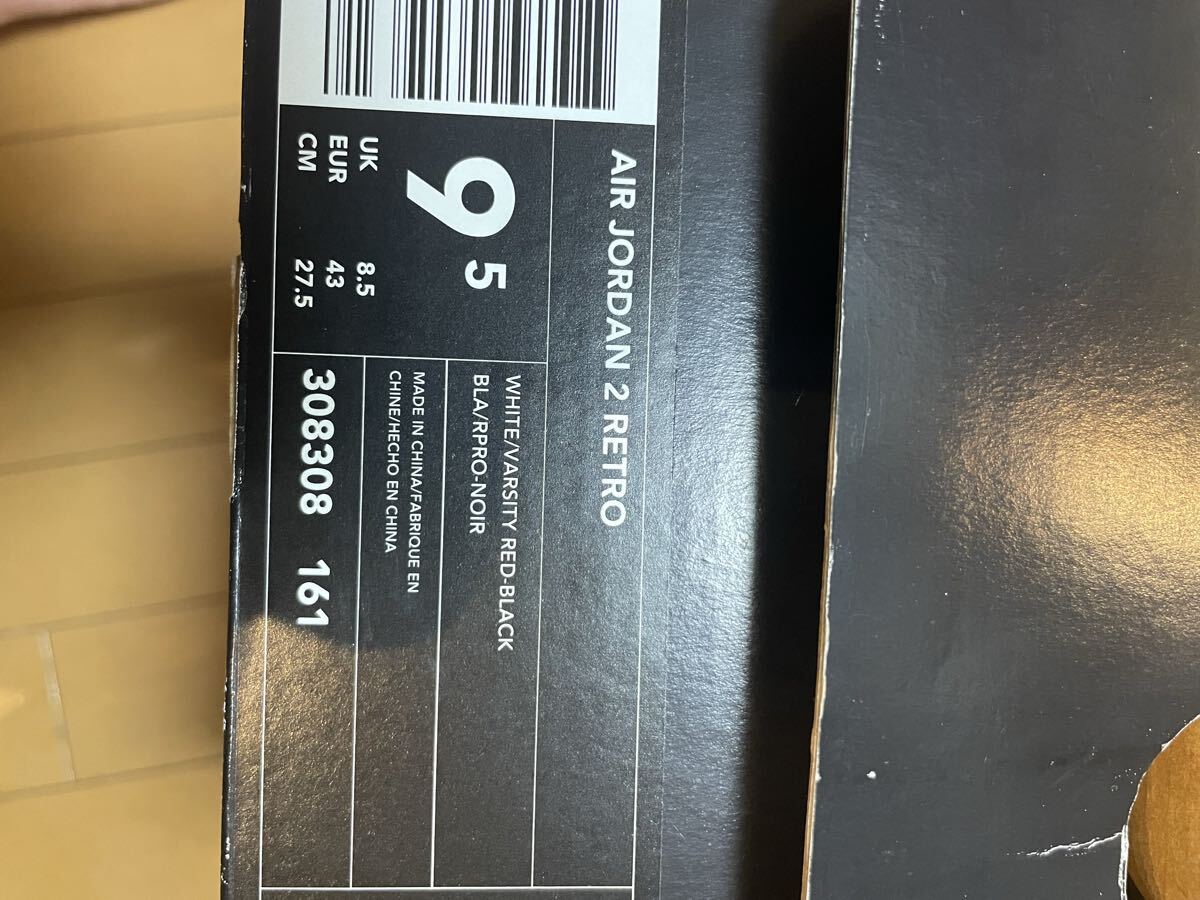 AIR JORDAN 2 RETRO
9 5
UK 8.5
EUR 43
CM 27.5
WHITE/VARSITY RED-BLACK
BLA/RPRO-NOIR
MADE IN CHINA/FABRIQUE EN
CHINE/HECHO EN CHINA
308308 161